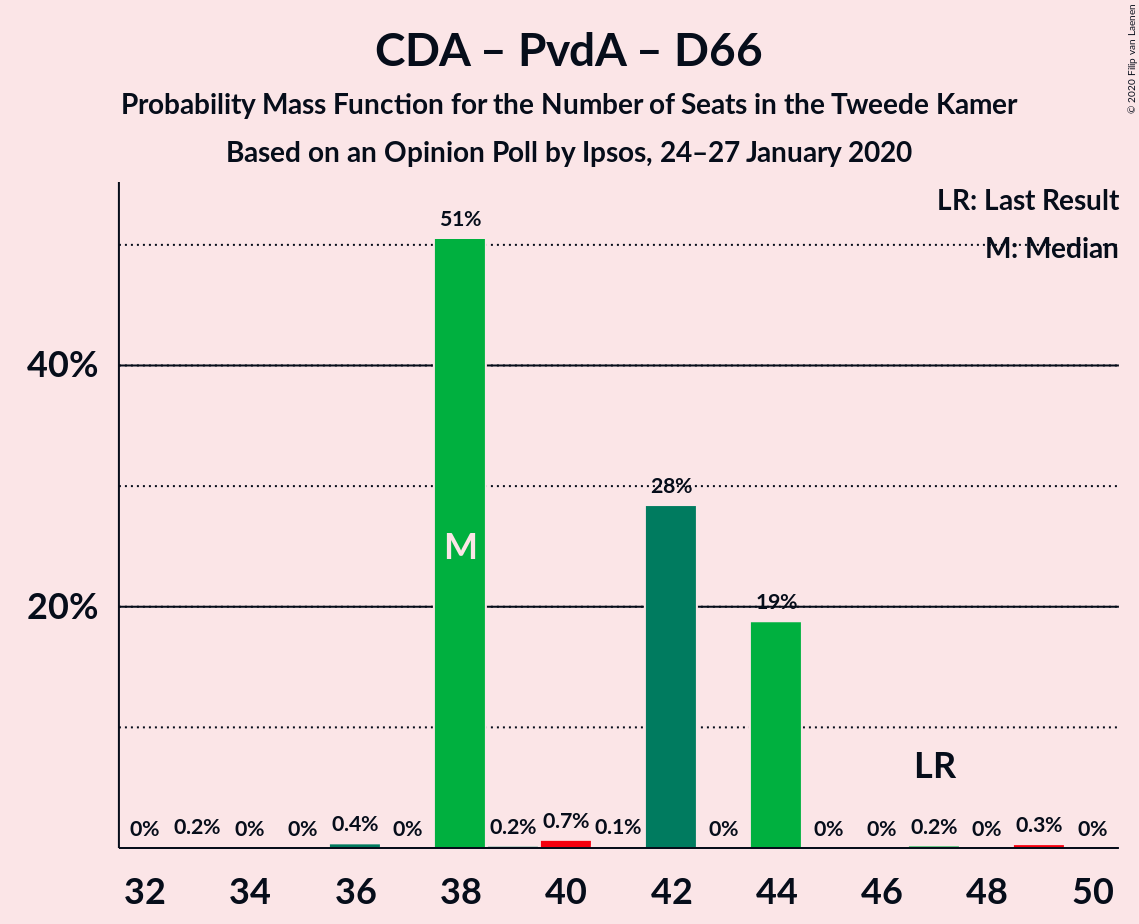 CDA – PvdA – D66
Probability Mass Function for the Number of Seats in the Tweede Kamer
Based on an Opinion Poll by Ipsos, 24–27 January 2020
© 2020 Filip van Laenen
LR: Last Result
M: Median
51%
40%
28%
M
20%
19%
LR
0% 0.2% 0% 0% 0.4% 0% 0.2% 0.7% 0.1% 0% 0% 0% 0.2% 0% 0.3% 0%
32 34 36 38 40 42 44 46 48 50